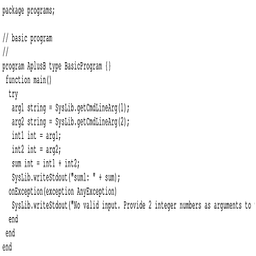 package programs;
// basic program
//
program AplusB type BasicProgram {}
function main()
try
arg1 string = SysLib.getCmdLineArg(1);
arg2 string = SysLib.getCmdLineArg(2);
int1 int = arg1;
int2 int = arg2;
sum int = int1 + int2;
SysLib.writeStdout("sum1: " + sum);
onException(exception AnyException)
SysLib.writeStdout("No valid input. Provide 2 integer numbers as arguments to
end
end
end